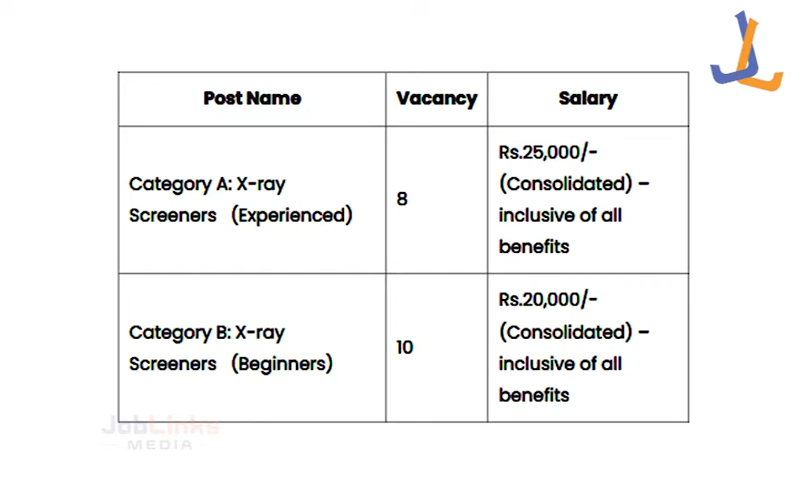 Post Name Vacancy Salary
Category A: X-ray
Screeners (Experienced)
8
Rs.25,000/-
(Consolidated) –
inclusive of all
benefits
Category B: X-ray
Screeners (Beginners)
10
Rs.20,000/-
(Consolidated) –
inclusive of all
benefits
JobLinks
MEDIA